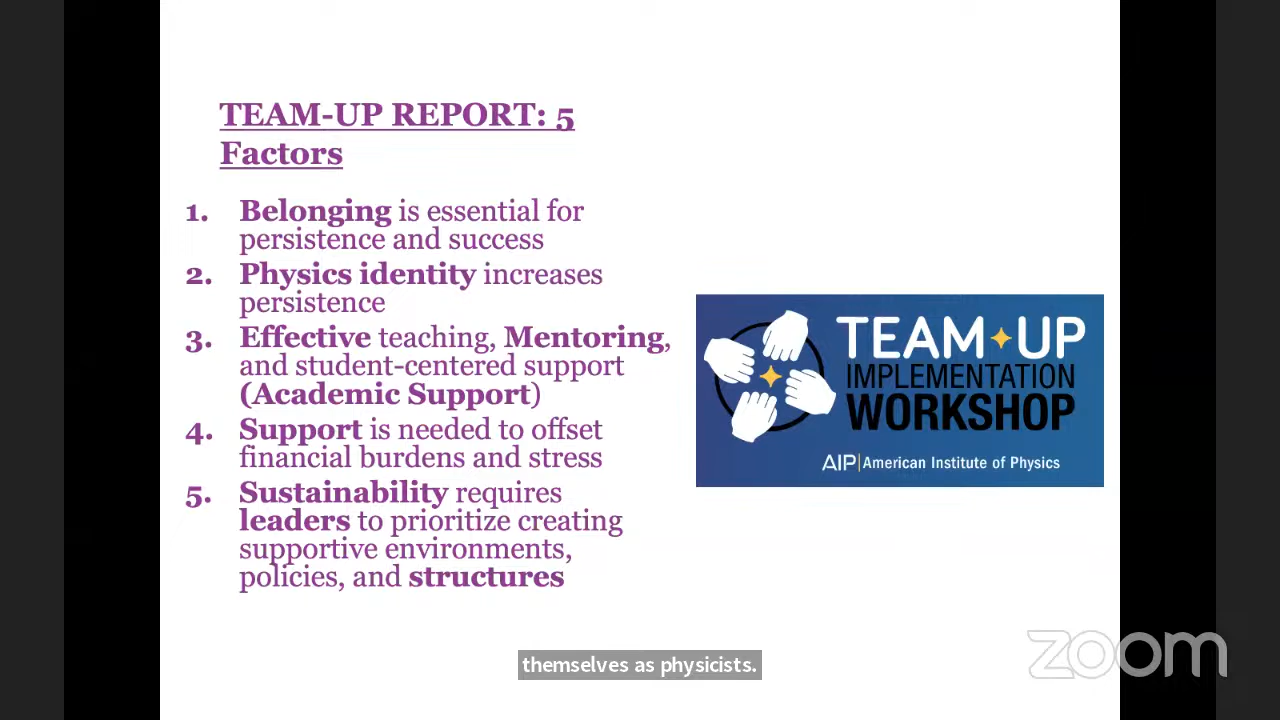 TEAM-UP REPORT: 5
Factors
1. Belonging is essential for
persistence and success
2. Physics identity increases
persistence
3. Effective teaching, Mentoring,
and student-centered support
(Academic Support)
4. Support is needed to offset
financial burdens and stress
5. Sustainability requires
leaders to prioritize creating
supportive environments,
policies, and structures
TEAM UP
IMPLEMENTATION
WORKSHOP
AIP American Institute of Physics
themselves as physicists.
zoom